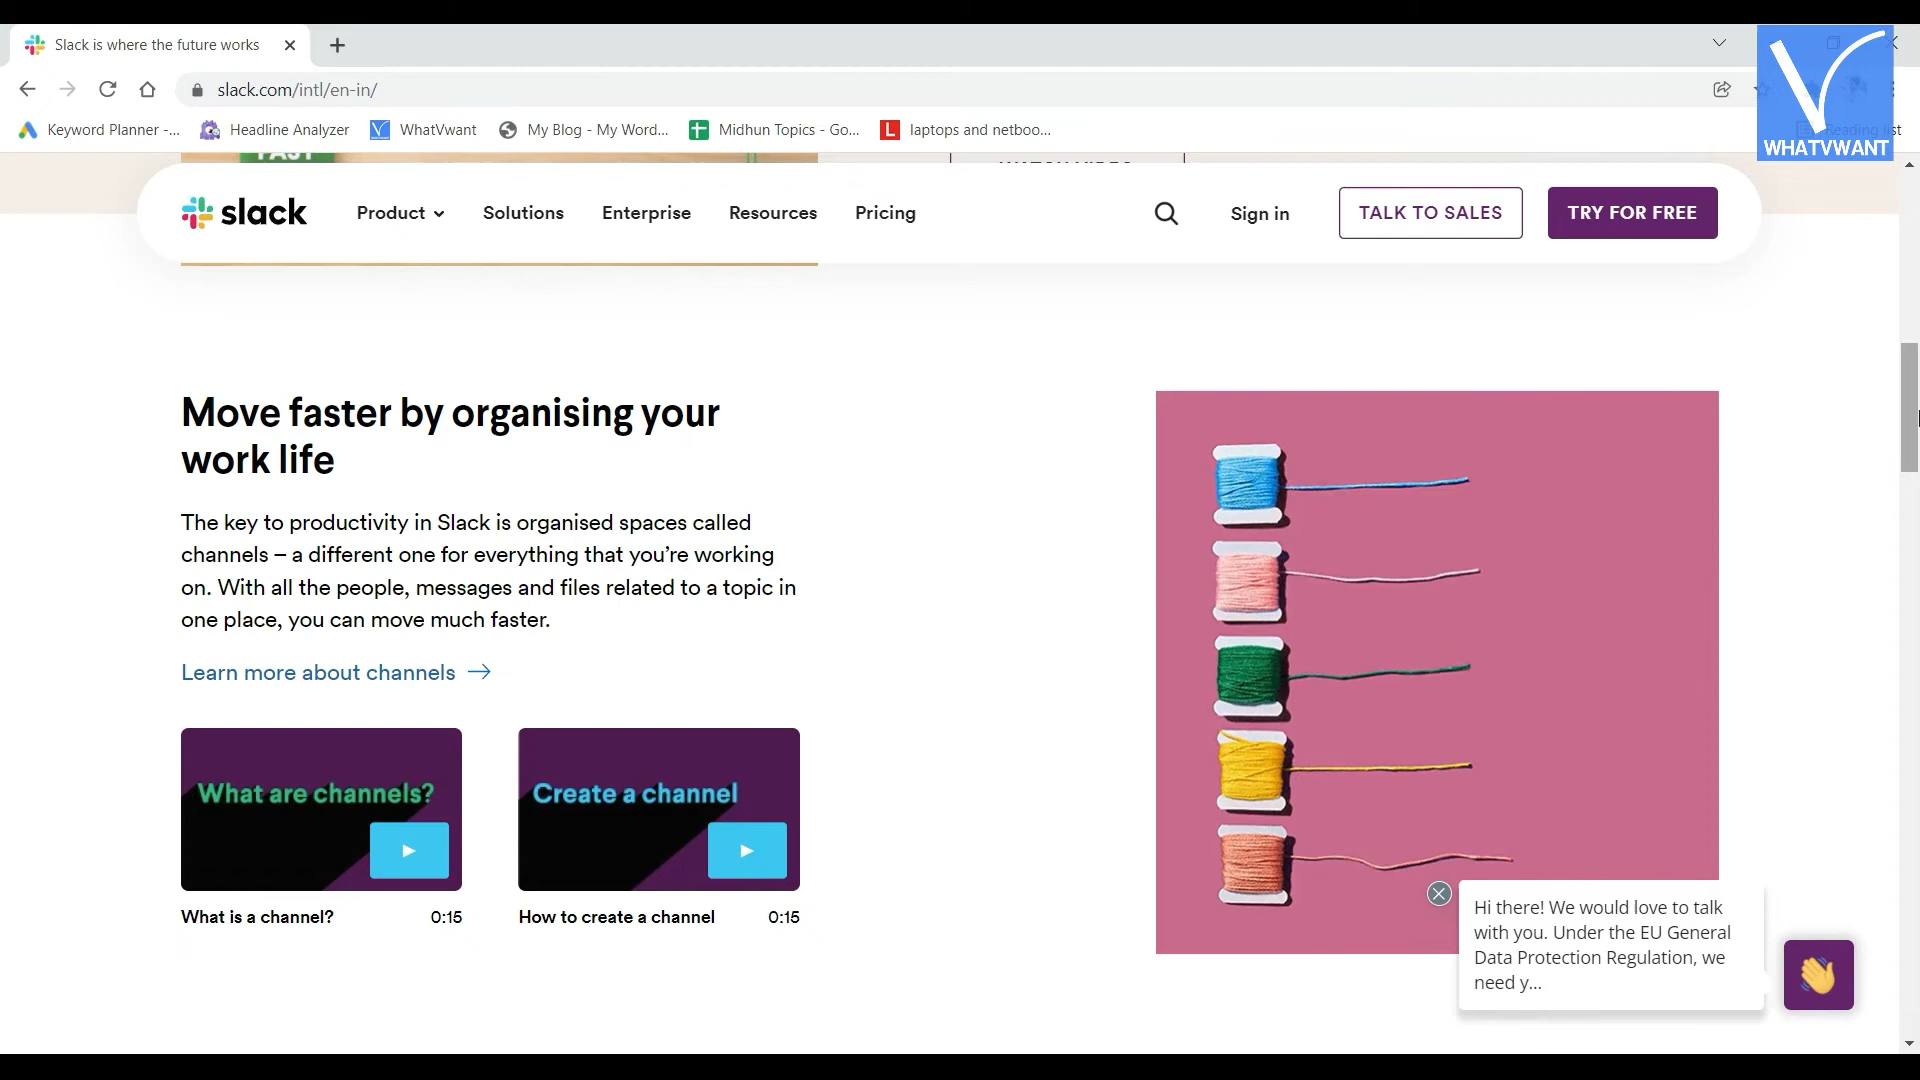 Slack is where the future works
slack.com/intl/en-in/
Keyword Planner -...
Headline Analyzer
WhatVwant
My Blog - My Word...
Midhun Topics - Go...
L
laptops and netboo...
Reading list
WHATVWANT
FAST
WATCH VIDEO
slack
Product
Solutions
Enterprise
Resources
Pricing
Sign in
TALK TO SALES
TRY FOR FREE
Move faster by organising your
work life
The key to productivity in Slack is organised spaces called
channels – a different one for everything that you’re working
on. With all the people, messages and files related to a topic in
one place, you can move much faster.
Learn more about channels
What are channels?
Create a channel
What is a channel?
0:15
How to create a channel
0:15
Hi there! We would love to talk
with you. Under the EU General
Data Protection Regulation, we
need y...